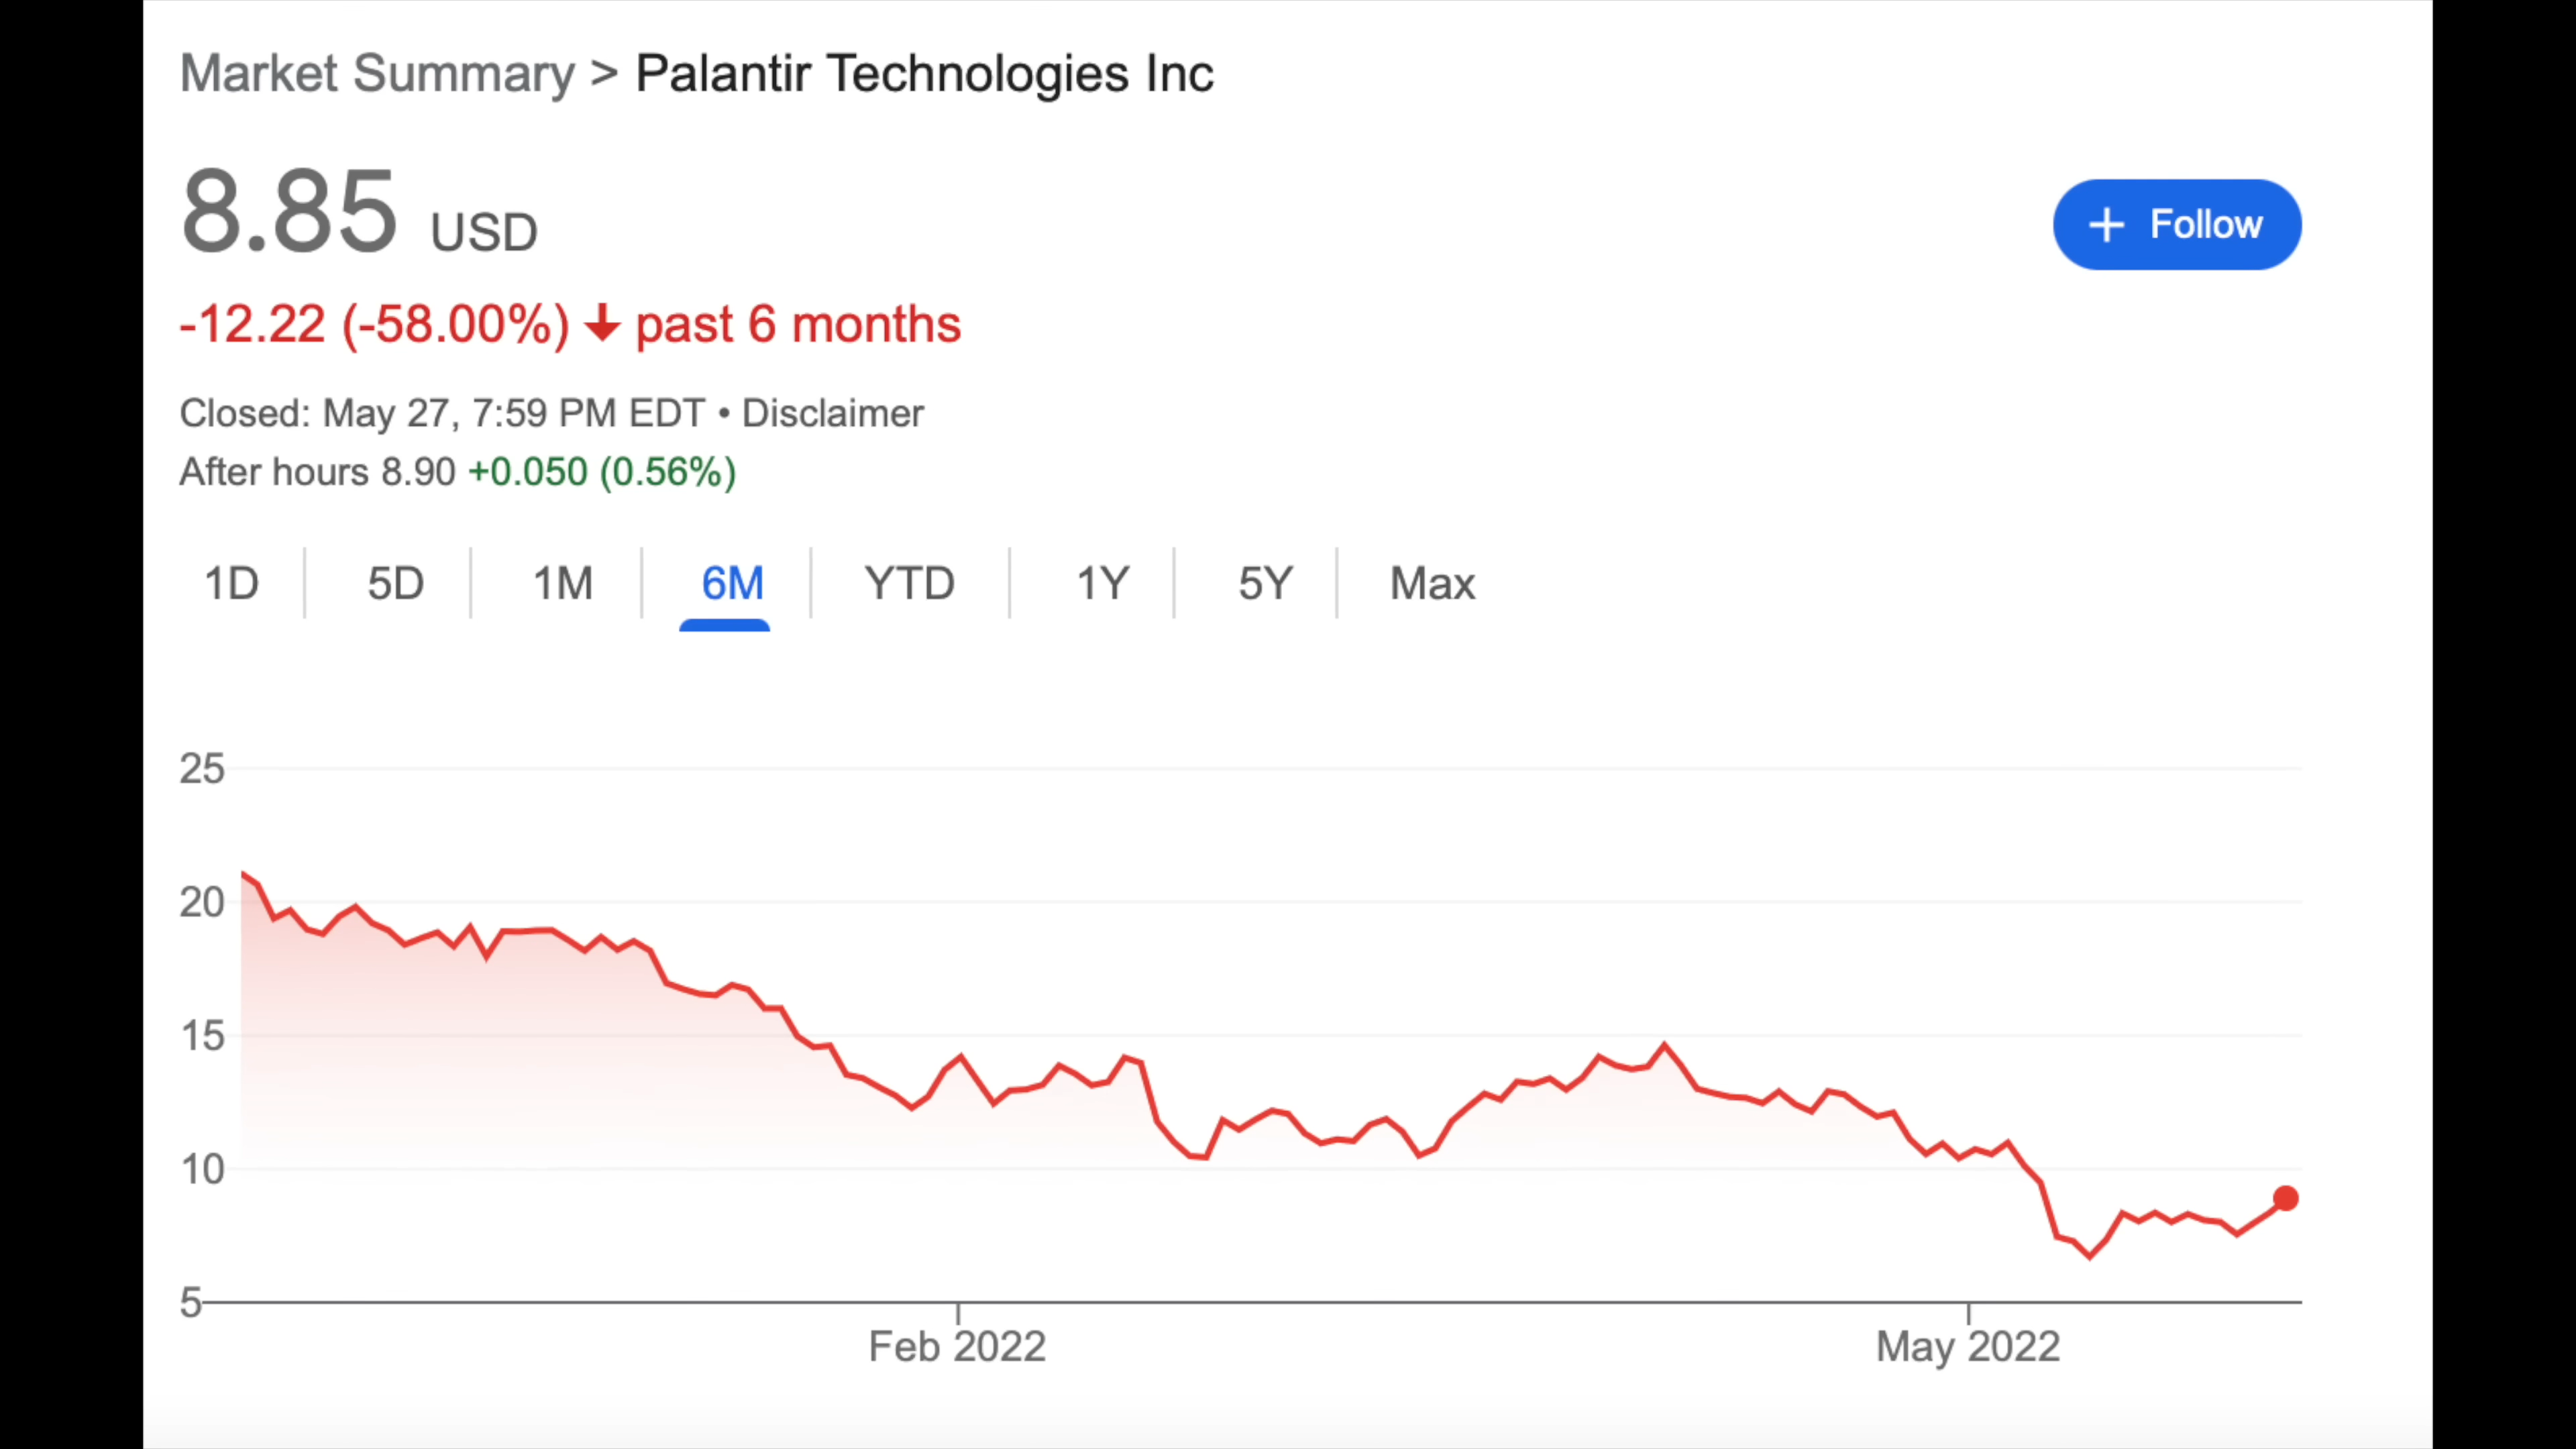 Market Summary > Palantir Technologies Inc
8.85 USD
+ Follow
-12.22 (-58.00%) ↓ past 6 months
Closed: May 27, 7:59 PM EDT • Disclaimer
After hours 8.90 +0.050 (0.56%)
1D 5D 1M 6M YTD 1Y 5Y Max
25
20
15
10
5
Feb 2022 May 2022